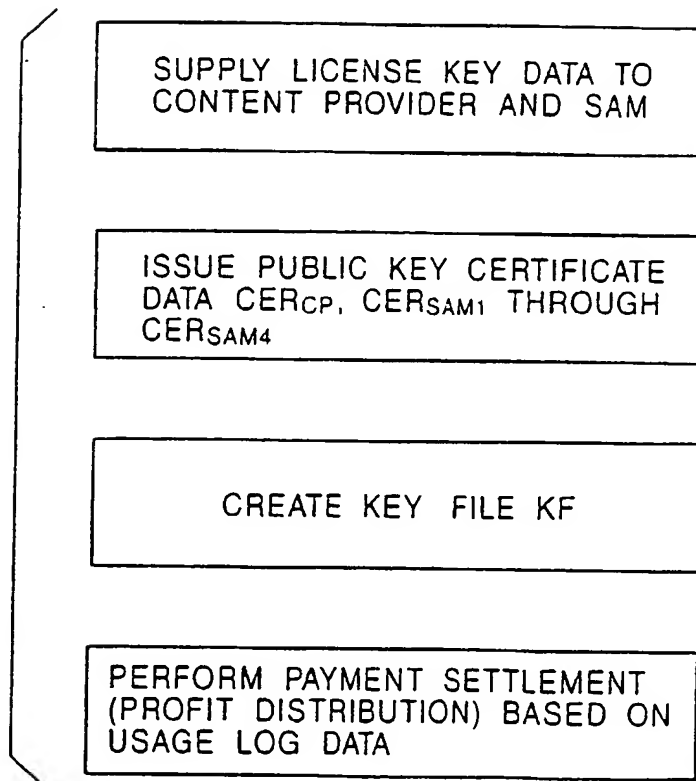 SUPPLY LICENSE KEY DATA TO
CONTENT PROVIDER AND SAM
ISSUE PUBLIC KEY CERTIFICATE
DATA CERCP, CERSAM1 THROUGH
CERSAM4
CREATE KEY FILE KF
PERFORM PAYMENT SETTLEMENT
(PROFIT DISTRIBUTION) BASED ON
USAGE LOG DATA